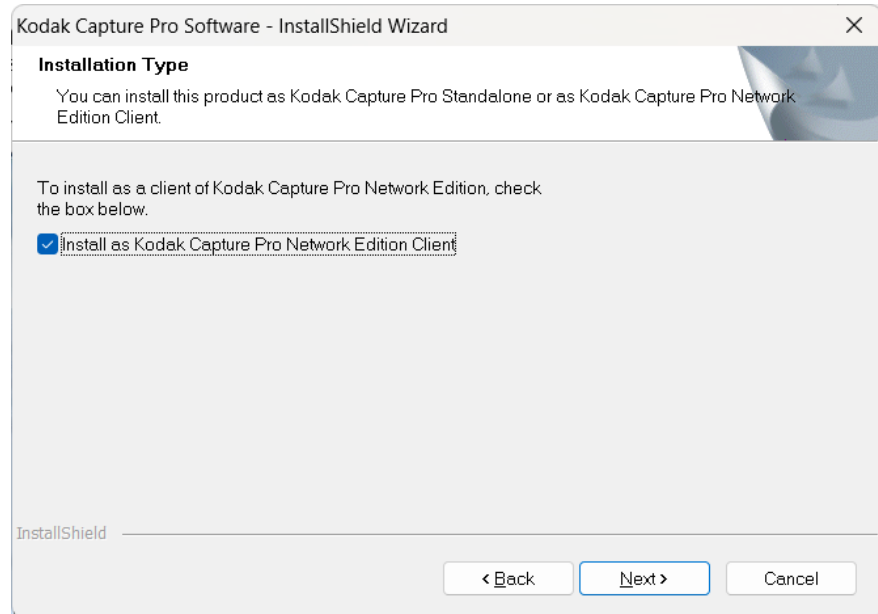 Kodak Capture Pro Software - InstallShield Wizard
Installation Type
You can install this product as Kodak Capture Pro Standalone or as Kodak Capture Pro Network
Edition Client.
To install as a client of Kodak Capture Pro Network Edition, check
the box below.
Install as Kodak Capture Pro Network Edition Client
InstallShield
< Back
Next >
Cancel